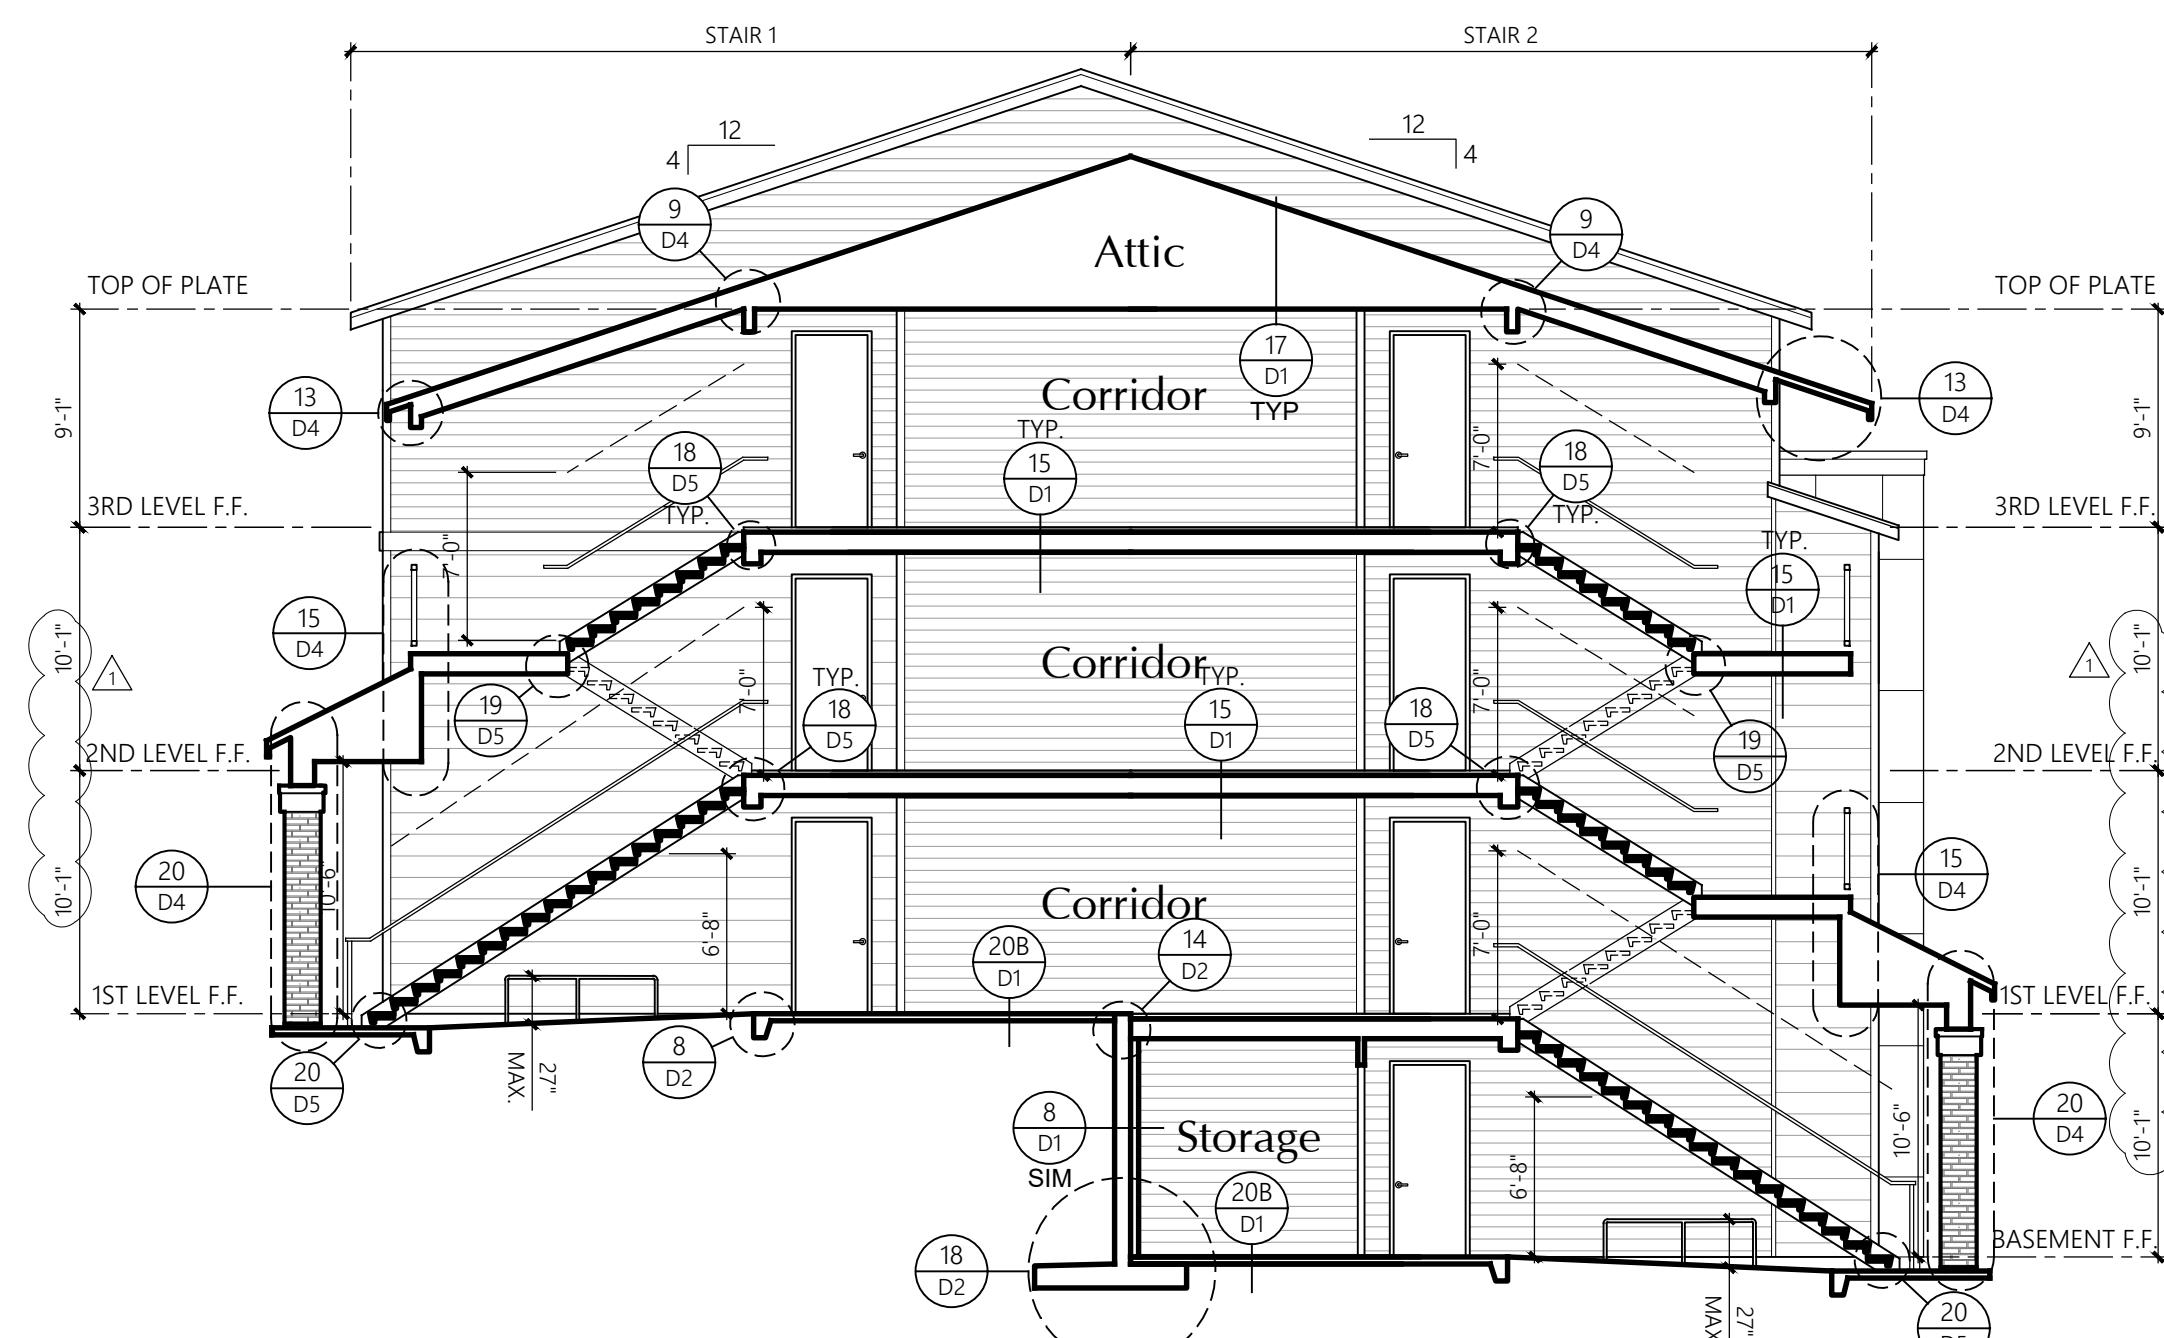 STAIR 1
STAIR 2
12
4
12
4
9
D4
9
D4
Attic
TOP OF PLATE
TOP OF PLATE
17
D1
TYP
13
D4
13
D4
9'-1"
9'-1"
Corridor
TYP.
15
D1
18
D5
TYP.
18
D5
TYP.
7'-0"
3RD LEVEL F.F.
3RD LEVEL F.F.
7'-0"
TYP.
15
D1
15
D4
10'-1"
1
10'-1"
1
Corridor
TYP.
15
D1
7'-0"
7'-0"
TYP.
18
D5
18
D5
19
D5
19
D5
2ND LEVEL F.F.
2ND LEVEL F.F.
20
D4
10'-6"
10'-1"
15
D4
10'-1"
Corridor
6'-8"
7'-0"
20B
D1
14
D2
1ST LEVEL F.F.
1ST LEVEL F.F.
20
D5
27"
MAX.
8
D2
8
D1
SIM
Storage
6'-8"
10'-6"
20
D4
10'-1"
20B
D1
18
D2
BASEMENT F.F.
27"
MAX
20